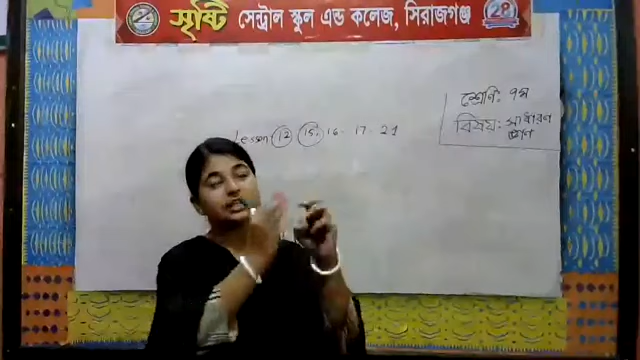 সৃষ্টি সেন্ট্রাল স্কুল এন্ড কলেজ, সিরাজগঞ্জ
শ্রেণি: ৭ম
বিষয়: সাধারণ
Lesson 12 15, 16 - 17 - 21